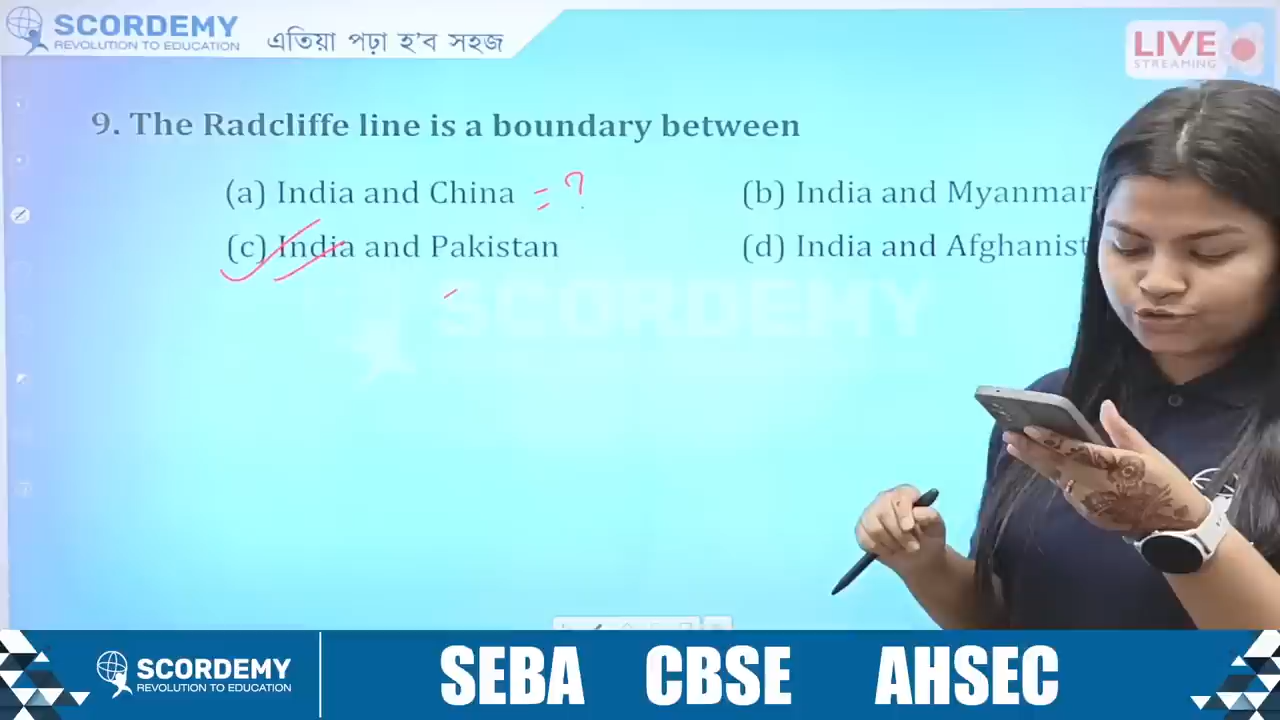 SCORDEMY
REVOLUTION TO EDUCATION
এতিয়া পঢ়া হ'ব সহজ
LIVE
STREAMING
9. The Radcliffe line is a boundary between
(a) India and China = ?
(b) India and Myanmar
(c) India and Pakistan
(d) India and Afghanist
SCORDEMY
SCORDEMY
REVOLUTION TO EDUCATION
SEBA CBSE AHSEC